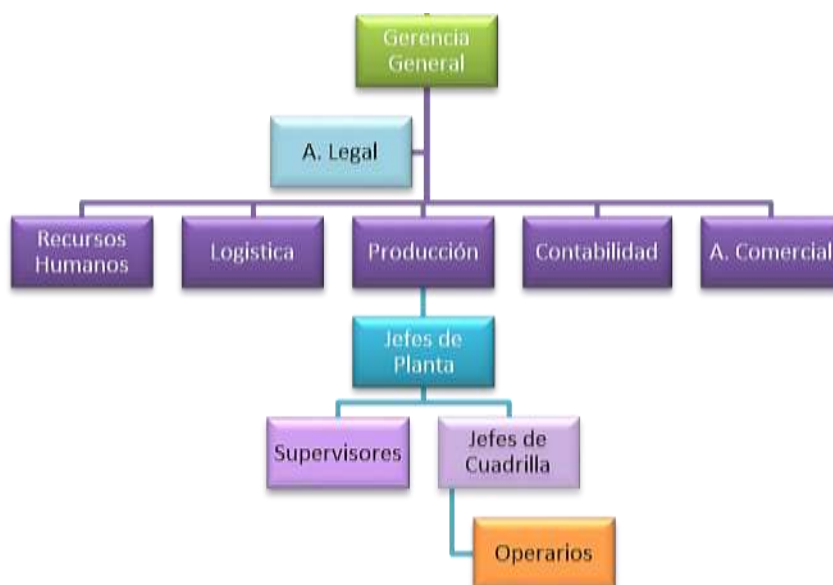 Gerencia
General
A. Legal
Recursos
Humanos
Logistica
Producción
Contabilidad
A. Comercial
Jefes de
Planta
Supervisores
Jefes de
Cuadrilla
Operarios